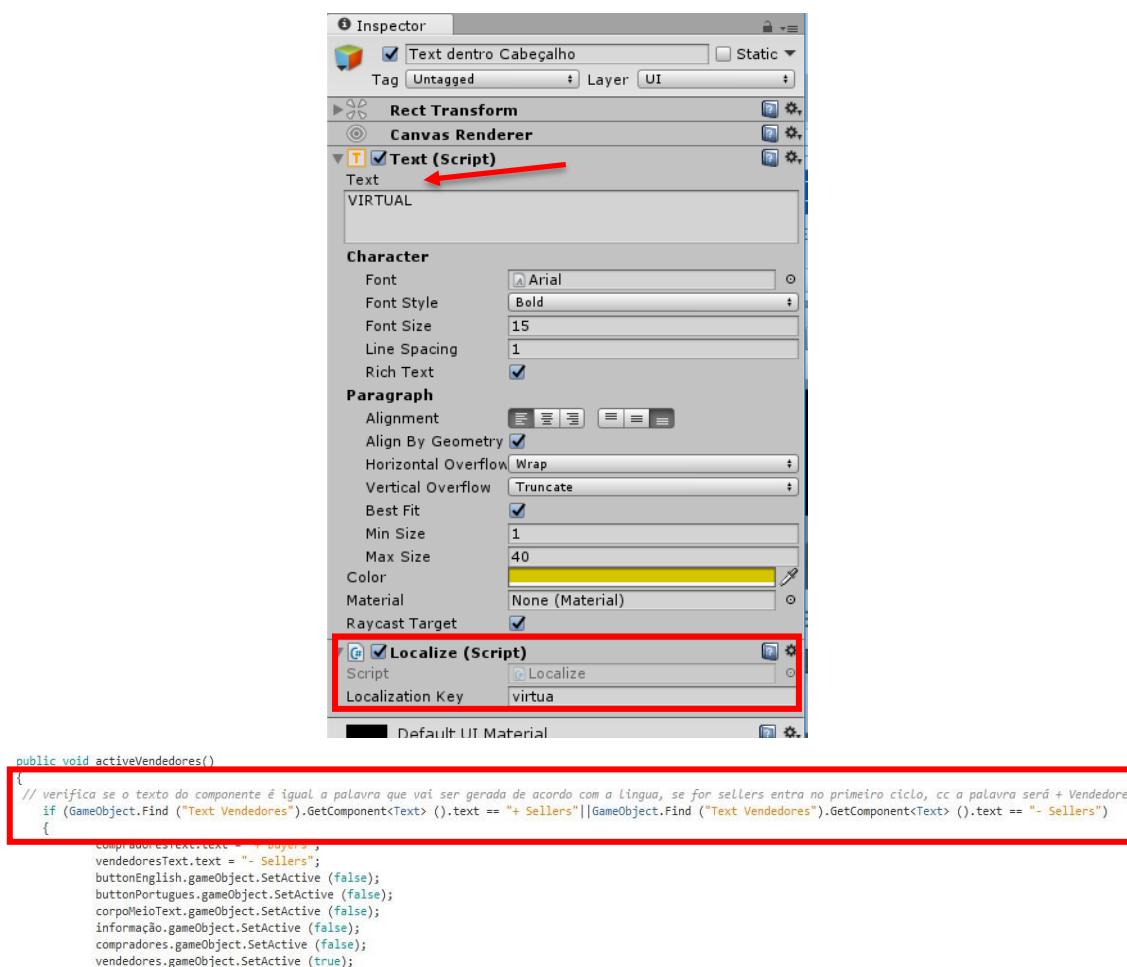 Inspector
Text dentro Cabeçalho Static
Tag Untagged Layer UI
Rect Transform
Canvas Renderer
Text (Script)
Text
VIRTUAL
Character
Font Arial
Font Style Bold
Font Size 15
Line Spacing 1
Rich Text
Paragraph
Alignment
Align By Geometry
Horizontal Overflow Wrap
Vertical Overflow Truncate
Best Fit
Min Size 1
Max Size 40
Color
Material None (Material)
Raycast Target
Localize (Script)
Script Localize
Localization Key virtua
Default UI Material
public void activeVendedores()
{
// verifica se o texto do componente é igual a palavra que vai ser gerada de acordo com a lingua, se for sellers entra no primeiro ciclo, cc a palavra será + Vendedore
if (GameObject.Find ("Text Vendedores").GetComponent<Text> ().text == "+ Sellers"||GameObject.Find ("Text Vendedores").GetComponent<Text> ().text == "- Sellers")
{
compradoresText.text = "+ Buyers";
vendedoresText.text = "- Sellers";
buttonEnglish.gameObject.SetActive (false);
buttonPortugues.gameObject.SetActive (false);
corpoMeioText.gameObject.SetActive (false);
informação.gameObject.SetActive (false);
compradores.gameObject.SetActive (false);
vendedores.gameObject.SetActive (true);